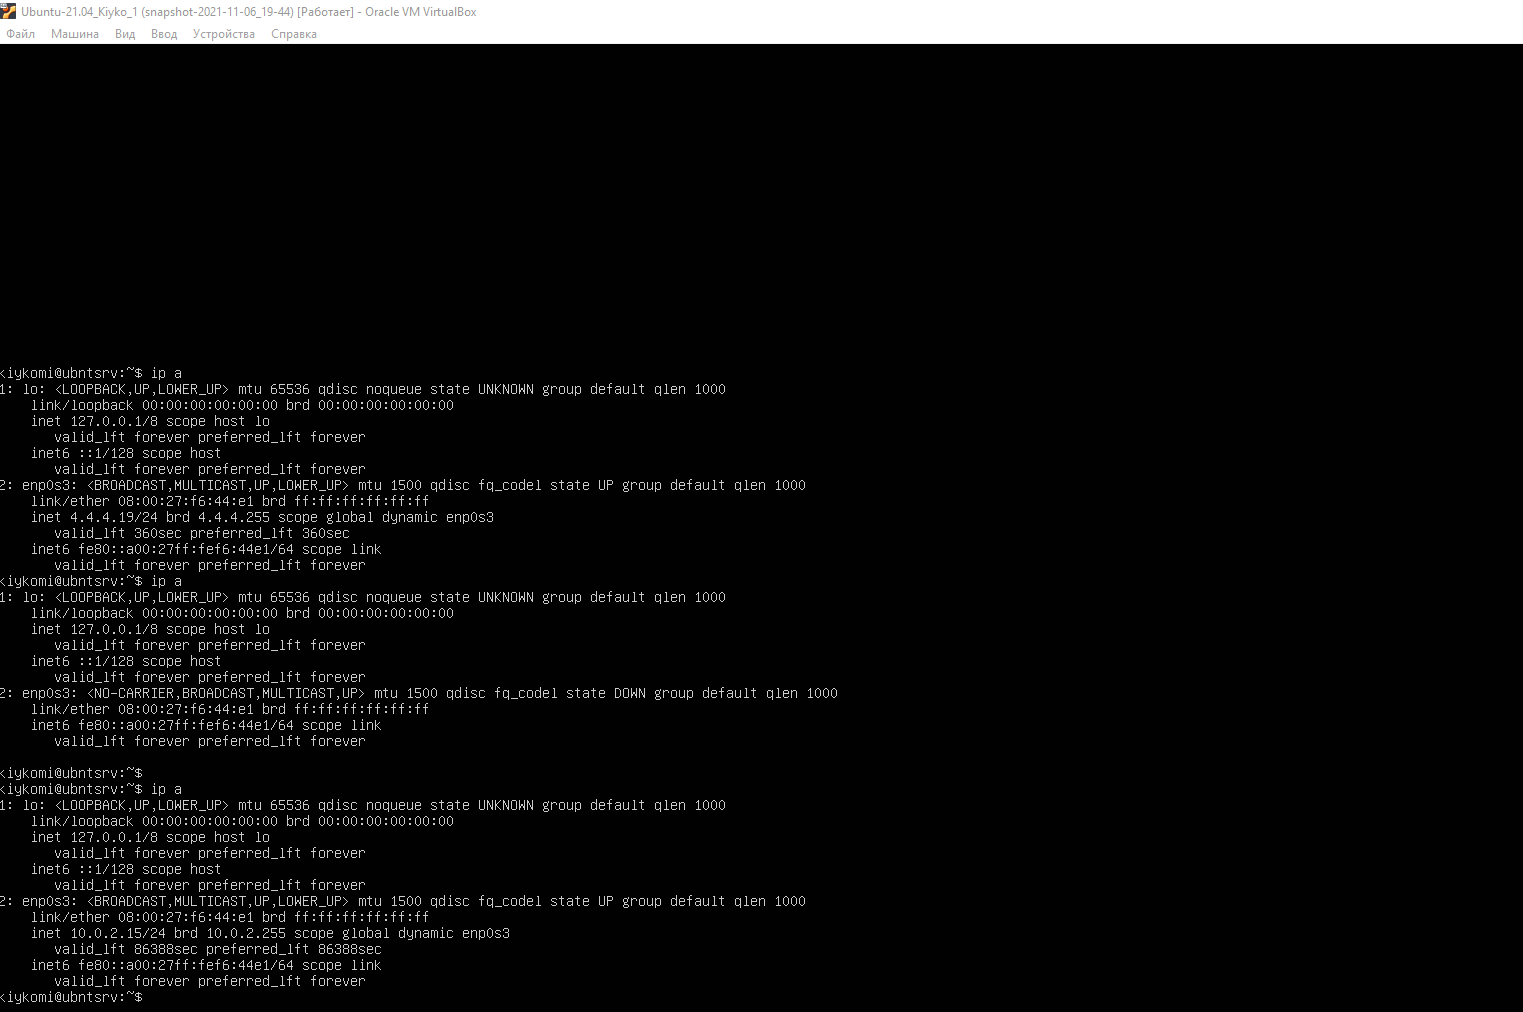 Ubuntu-21.04_Kiyko_1 (snapshot-2021-11-06_19-44) [Работает] - Oracle VM VirtualBox
Файл Машина Вид Ввод Устройства Справка
kiykomi@ubntsrv:~$ ip a
1: lo: <LOOPBACK,UP,LOWER_UP> mtu 65536 qdisc noqueue state UNKNOWN group default qlen 1000
    link/loopback 00:00:00:00:00:00 brd 00:00:00:00:00:00
    inet 127.0.0.1/8 scope host lo
       valid_lft forever preferred_lft forever
    inet6 ::1/128 scope host
       valid_lft forever preferred_lft forever
2: enp0s3: <BROADCAST,MULTICAST,UP,LOWER_UP> mtu 1500 qdisc fq_codel state UP group default qlen 1000
    link/ether 08:00:27:f6:44:e1 brd ff:ff:ff:ff:ff:ff
    inet 4.4.4.19/24 brd 4.4.4.255 scope global dynamic enp0s3
       valid_lft 360sec preferred_lft 360sec
    inet6 fe80::a00:27ff:fef6:44e1/64 scope link
       valid_lft forever preferred_lft forever
kiykomi@ubntsrv:~$ ip a
1: lo: <LOOPBACK,UP,LOWER_UP> mtu 65536 qdisc noqueue state UNKNOWN group default qlen 1000
    link/loopback 00:00:00:00:00:00 brd 00:00:00:00:00:00
    inet 127.0.0.1/8 scope host lo
       valid_lft forever preferred_lft forever
    inet6 ::1/128 scope host
       valid_lft forever preferred_lft forever
2: enp0s3: <NO-CARRIER,BROADCAST,MULTICAST,UP> mtu 1500 qdisc fq_codel state DOWN group default qlen 1000
    link/ether 08:00:27:f6:44:e1 brd ff:ff:ff:ff:ff:ff
    inet6 fe80::a00:27ff:fef6:44e1/64 scope link
       valid_lft forever preferred_lft forever
kiykomi@ubntsrv:~$
kiykomi@ubntsrv:~$ ip a
1: lo: <LOOPBACK,UP,LOWER_UP> mtu 65536 qdisc noqueue state UNKNOWN group default qlen 1000
    link/loopback 00:00:00:00:00:00 brd 00:00:00:00:00:00
    inet 127.0.0.1/8 scope host lo
       valid_lft forever preferred_lft forever
    inet6 ::1/128 scope host
       valid_lft forever preferred_lft forever
2: enp0s3: <BROADCAST,MULTICAST,UP,LOWER_UP> mtu 1500 qdisc fq_codel state UP group default qlen 1000
    link/ether 08:00:27:f6:44:e1 brd ff:ff:ff:ff:ff:ff
    inet 10.0.2.15/24 brd 10.0.2.255 scope global dynamic enp0s3
       valid_lft 86388sec preferred_lft 86388sec
    inet6 fe80::a00:27ff:fef6:44e1/64 scope link
       valid_lft forever preferred_lft forever
kiykomi@ubntsrv:~$